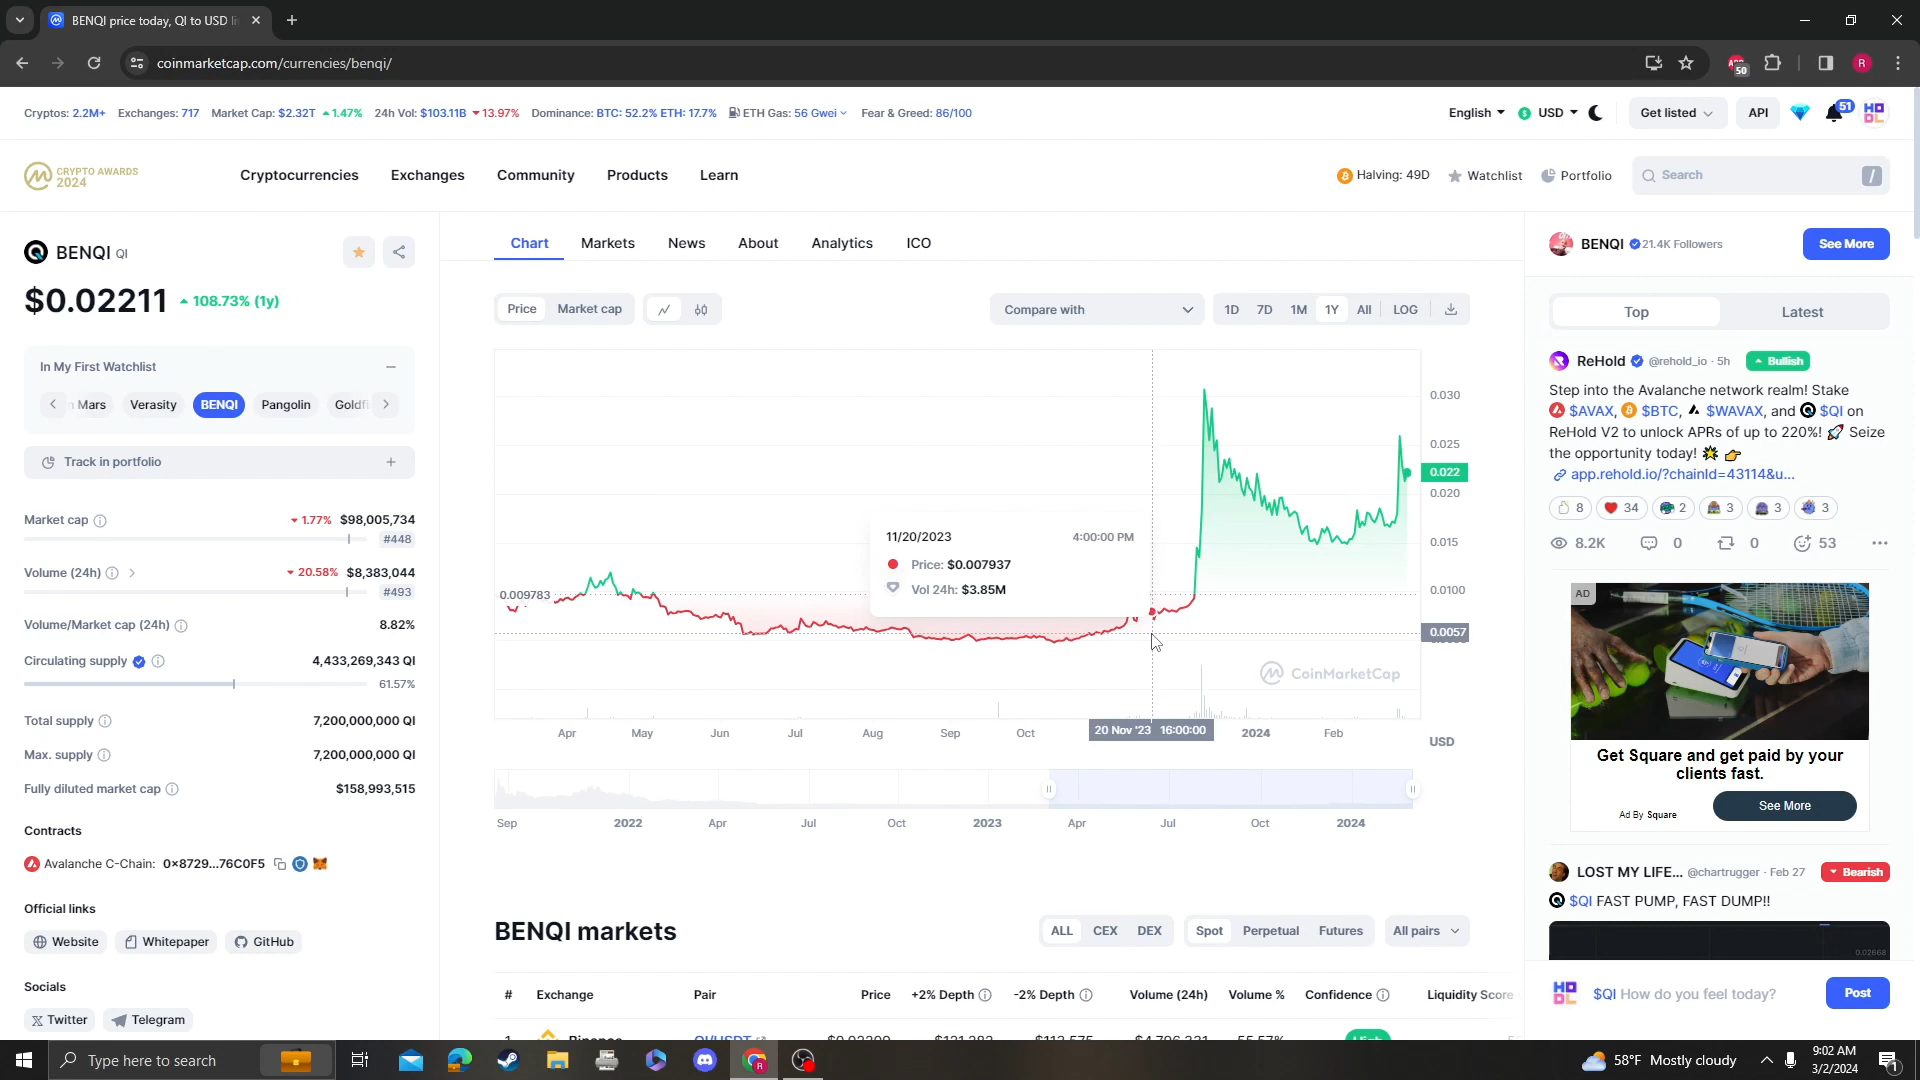 BENQI price today, QI to USD li
coinmarketcap.com/currencies/benqi/
50
R
Cryptos: 2.2M+ Exchanges: 717 Market Cap: $2.32T 1.47% 24h Vol: $103.11B 13.97% Dominance: BTC: 52.2% ETH: 17.7% ETH Gas: 56 Gwei Fear & Greed: 86/100
English USD Get listed API 51
CRYPTO AWARDS
2024
Cryptocurrencies Exchanges Community Products Learn
Halving: 49D Watchlist Portfolio Search /
BENQI QI
$0.02211 108.73% (1y)
In My First Watchlist
Mars Verasity BENQI Pangolin Goldfi
Track in portfolio +
Market cap 1.77% $98,005,734
#448
Volume (24h) 20.58% $8,383,044
#493
Volume/Market cap (24h) 8.82%
Circulating supply 4,433,269,343 QI
61.57%
Total supply 7,200,000,000 QI
Max. supply 7,200,000,000 QI
Fully diluted market cap $158,993,515
Contracts
Avalanche C-Chain: 0x8729...76C0F5
Official links
Website Whitepaper GitHub
Socials
Twitter Telegram
Chart Markets News About Analytics ICO
Price Market cap
Compare with
1D 7D 1M 1Y All LOG
0.030
0.025
0.022
0.020
0.015
0.0100
0.0057
0.009783
11/20/2023 4:00:00 PM
Price: $0.007937
Vol 24h: $3.85M
CoinMarketCap
Apr May Jun Jul Aug Sep Oct 20 Nov '23 16:00:00 2024 Feb
USD
Sep 2022 Apr Jul Oct 2023 Apr Jul Oct 2024
BENQI markets
ALL CEX DEX Spot Perpetual Futures All pairs
# Exchange Pair Price +2% Depth -2% Depth Volume (24h) Volume % Confidence Liquidity Score
BENQI 21.4K Followers See More
Top Latest
ReHold @rehold_io · 5h Bullish
Step into the Avalanche network realm! Stake
$AVAX, $BTC, $WAVAX, and $QI on
ReHold V2 to unlock APRs of up to 220%! Seize
the opportunity today!
app.rehold.io/?chainId=43114&u...
8 34 2 3 3 3
8.2K 0 0 53
AD
Get Square and get paid by your
clients fast.
Ad By Square See More
LOST MY LIFE... @chartrugger · Feb 27 Bearish
$QI FAST PUMP, FAST DUMP!!
0.02668
HODL $QI How do you feel today? Post
Type here to search
58°F Mostly cloudy
9:02 AM
3/2/2024
1